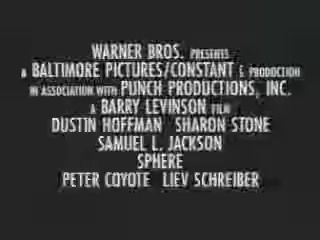 WARNER BROS. PRESENTS
A BALTIMORE PICTURES/CONSTANT C PRODUCTION
IN ASSOCIATION WITH PUNCH PRODUCTIONS, INC.
A BARRY LEVINSON FILM
DUSTIN HOFFMAN SHARON STONE
SAMUEL L. JACKSON
SPHERE
PETER COYOTE LIEV SCHREIBER